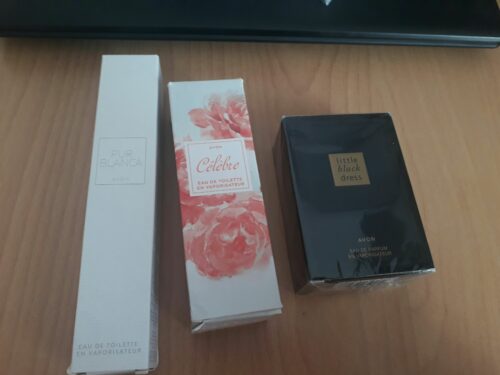 PUR
BLANCA
AVON
EAU DE TOILETTE
EN VAPORISATEUR
AVON
Célèbre
EAU DE TOILETTE
EN VAPORISATEUR
little
black
dress
AVON
EAU DE PARFUM
EN VAPORISATEUR